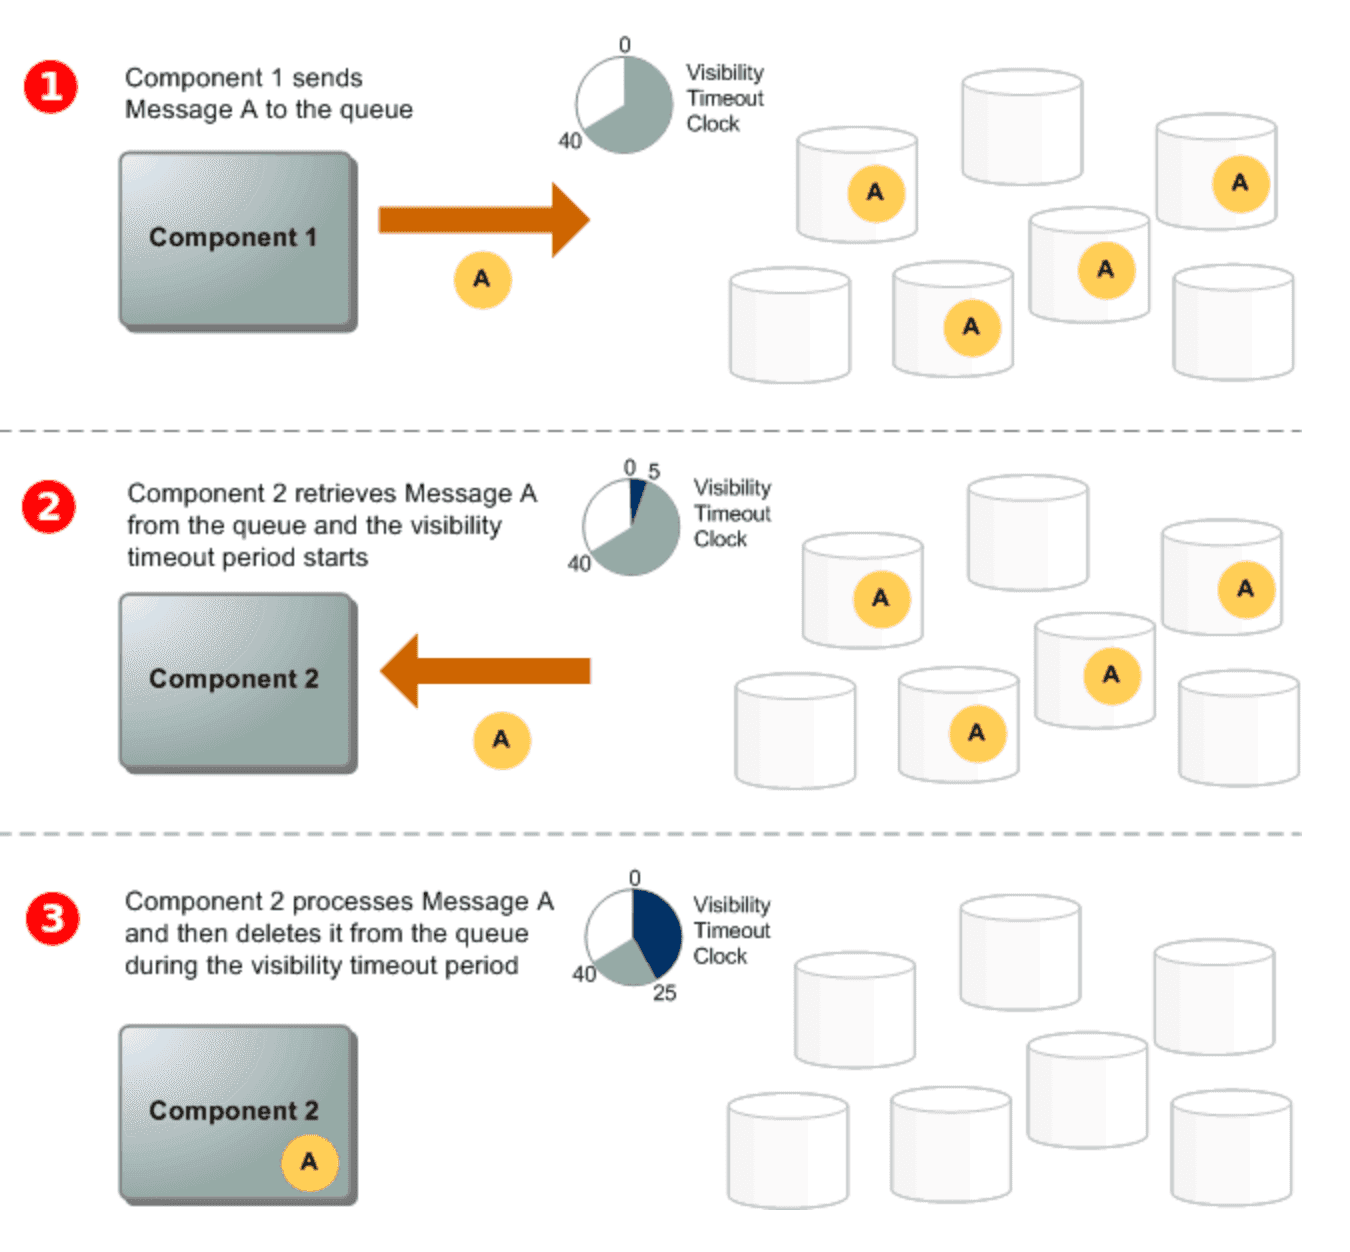 1
Component 1 sends
Message A to the queue
0
40
Visibility
Timeout
Clock
Component 1
A
A
A
A
A
2
Component 2 retrieves Message A
from the queue and the visibility
timeout period starts
0 5
40
Visibility
Timeout
Clock
Component 2
A
A
A
A
A
3
Component 2 processes Message A
and then deletes it from the queue
during the visibility timeout period
0
40
25
Visibility
Timeout
Clock
Component 2
A